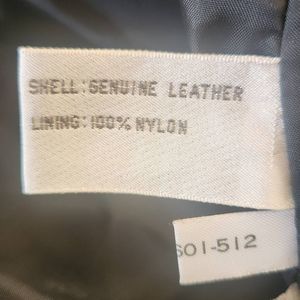 SHELL:GENUINE LEATHER
LINING:100% NYLON
601-512